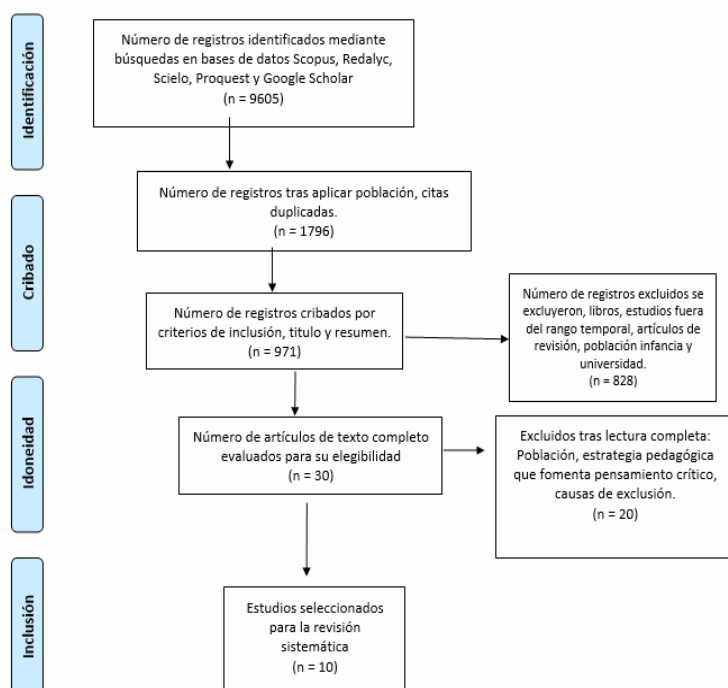 Identificación
Número de registros identificados mediante
búsquedas en bases de datos Scopus, Redalyc,
Scielo, Proquest y Google Scholar
(n = 9605)
Número de registros tras aplicar población, citas
duplicadas.
(n = 1796)
Cribado
Número de registros cribados por
criterios de inclusión, titulo y resumen.
(n = 971)
Número de registros excluidos se
excluyeron, libros, estudios fuera
del rango temporal, artículos de
revisión, población infancia y
universidad.
(n = 828)
Idoneidad
Número de artículos de texto completo
evaluados para su elegibilidad
(n = 30)
Excluidos tras lectura completa:
Población, estrategia pedagógica
que fomenta pensamiento crítico,
causas de exclusión.
(n = 20)
Inclusión
Estudios seleccionados
para la revisión
sistemática
(n = 10)